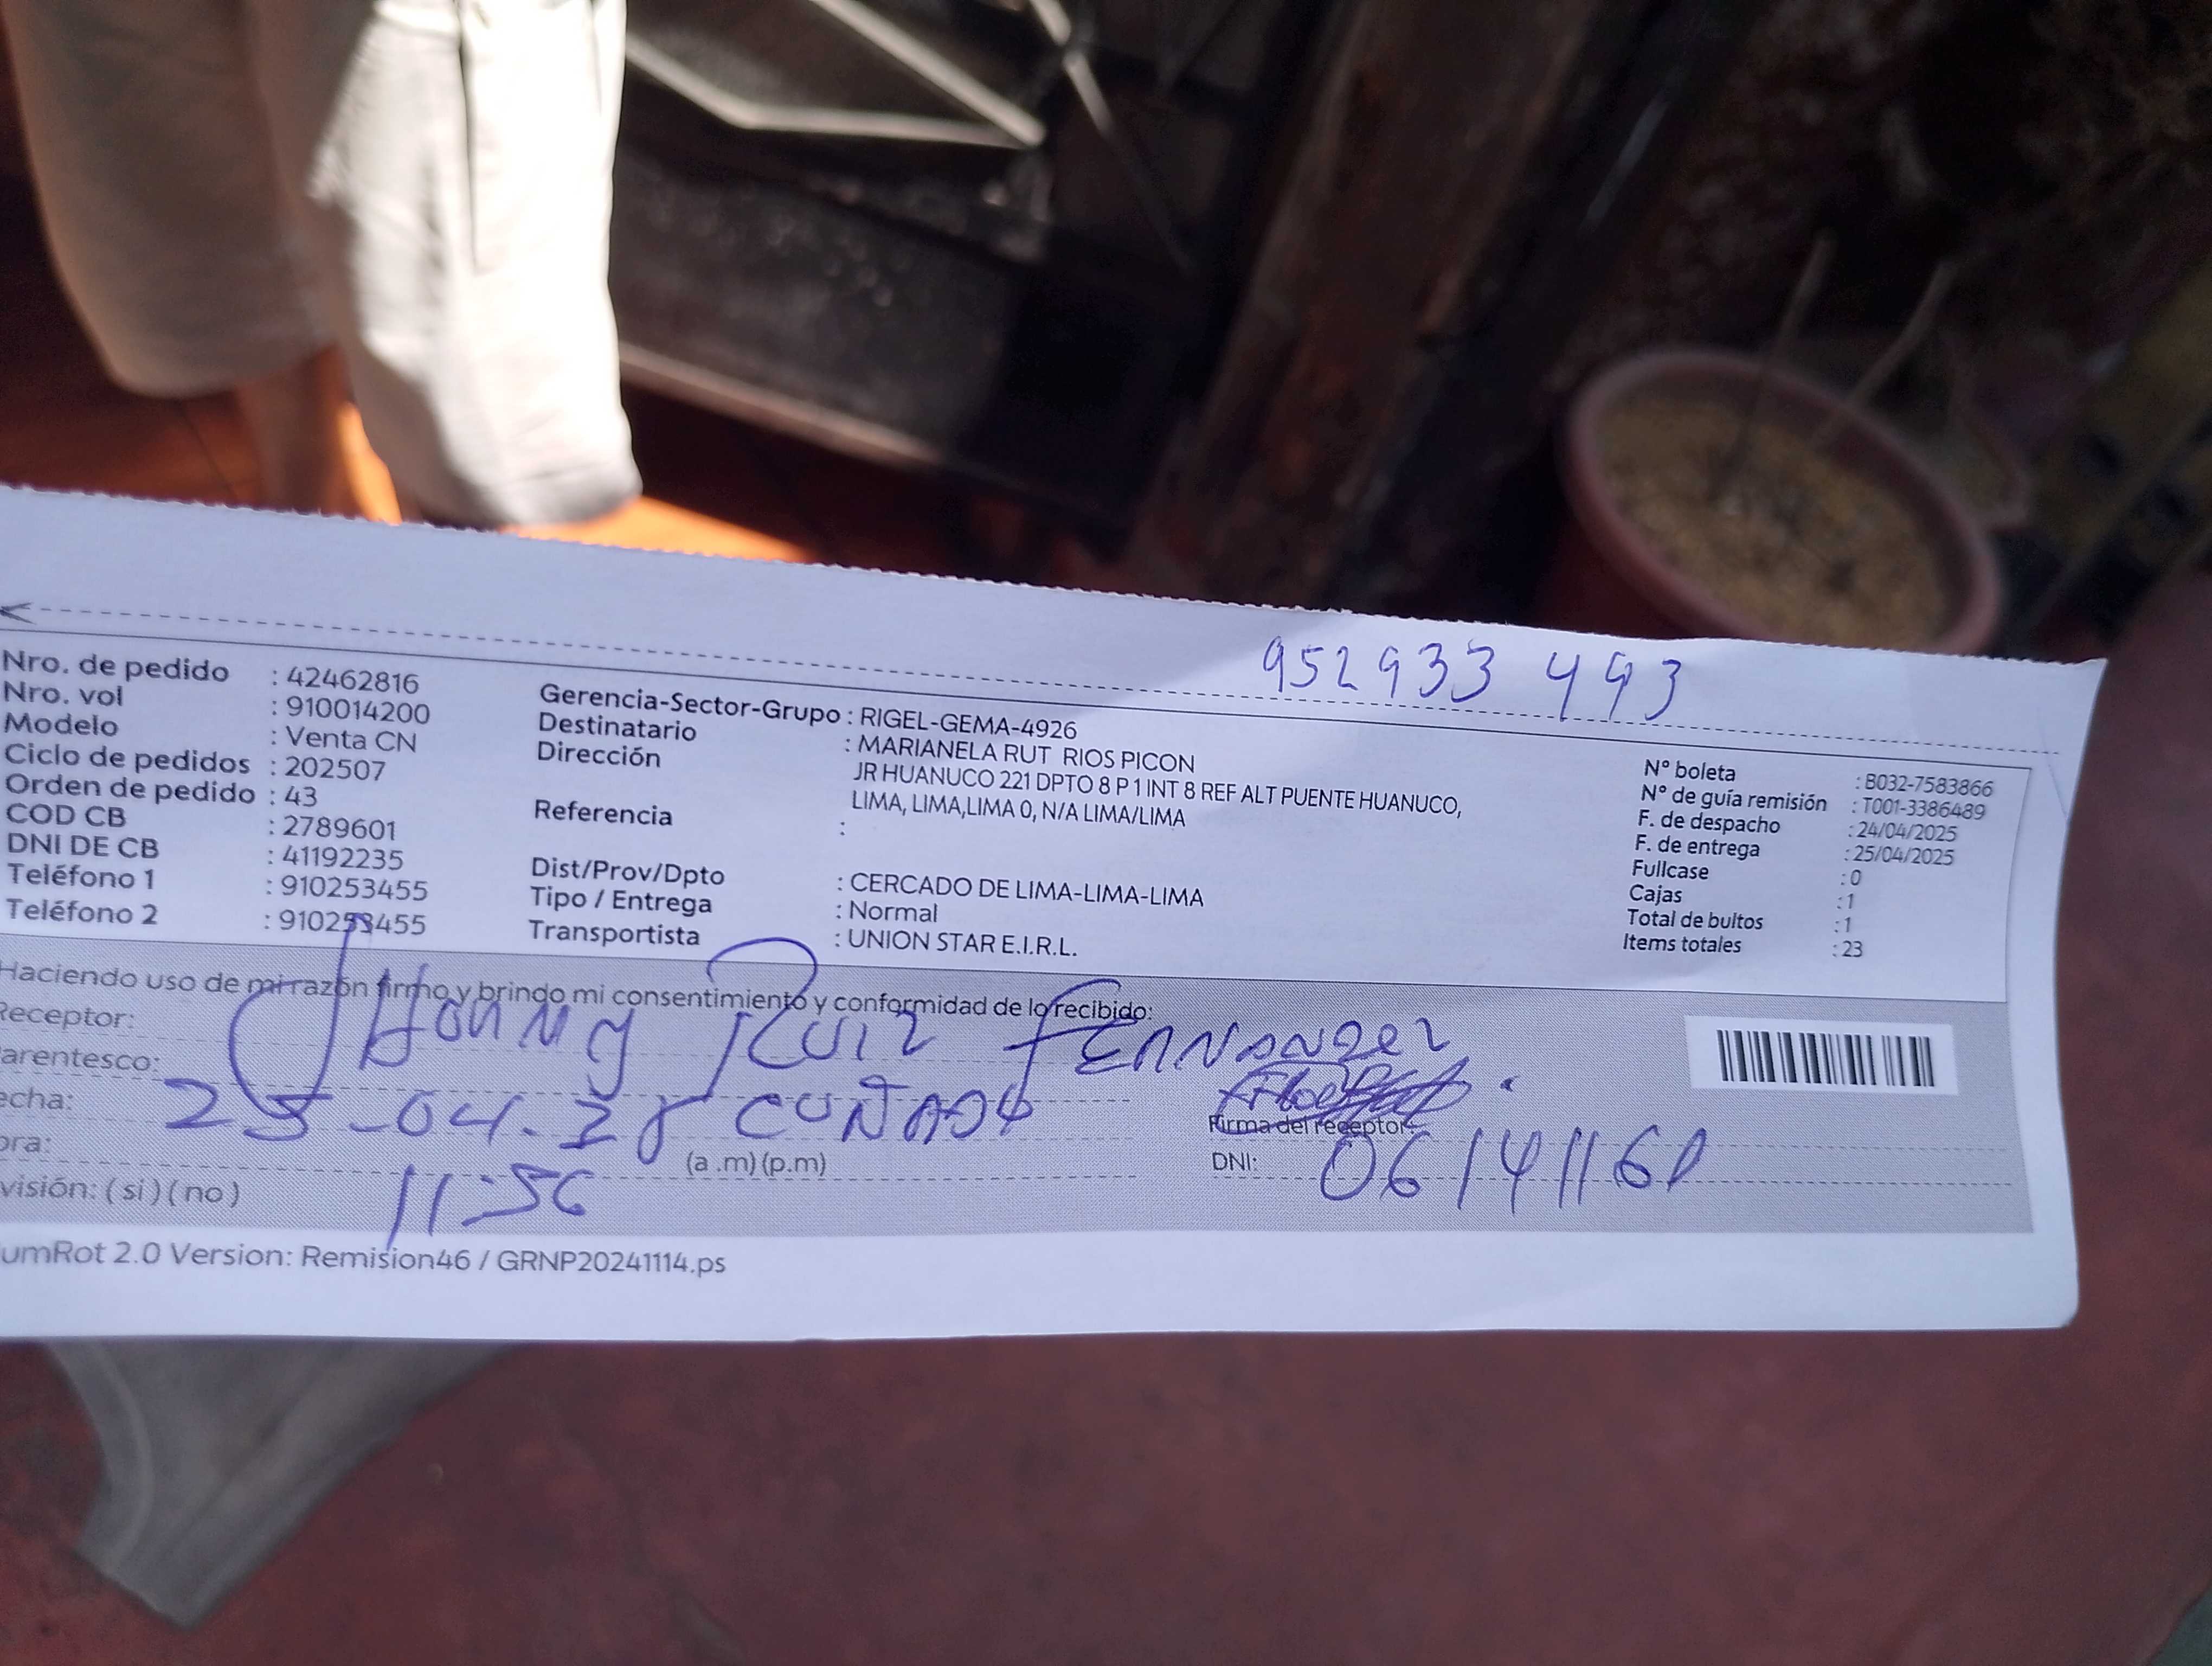 952933 493
Nro. de pedido : 42462816
Nro. vol : 910014200
Modelo : Venta CN
Ciclo de pedidos : 202507
Orden de pedido : 43
COD CB : 2789601
DNI DE CB : 41192235
Teléfono 1 : 910253455
Teléfono 2 : 910253455
Gerencia-Sector-Grupo : RIGEL-GEMA-4926
Destinatario : MARIANELA RUT RIOS PICON
Dirección JR HUANUCO 221 DPTO 8 P 1 INT 8 REF ALT PUENTE HUANUCO,
LIMA, LIMA,LIMA 0, N/A LIMA/LIMA
Referencia :
Dist/Prov/Dpto : CERCADO DE LIMA-LIMA-LIMA
Tipo / Entrega : Normal
Transportista : UNION STAR E.I.R.L.
N° boleta : B032-7583866
N° de guía remisión : T001-3386489
F. de despacho : 24/04/2025
F. de entrega : 25/04/2025
Fullcase : 0
Cajas : 1
Total de bultos : 1
Items totales : 23
Haciendo uso de mi razón firmo y brindo mi consentimiento y conformidad de lo recibido:
Receptor: JHONNY RUIZ FERNANDEZ
arentesco:
echa: 25-04- CUÑADO
Firma del receptor:
ora: 11:56 (a .m) (p.m)
DNI:
visión: ( si ) ( no )
umRot 2.0 Version: Remision46 / GRNP20241114.ps